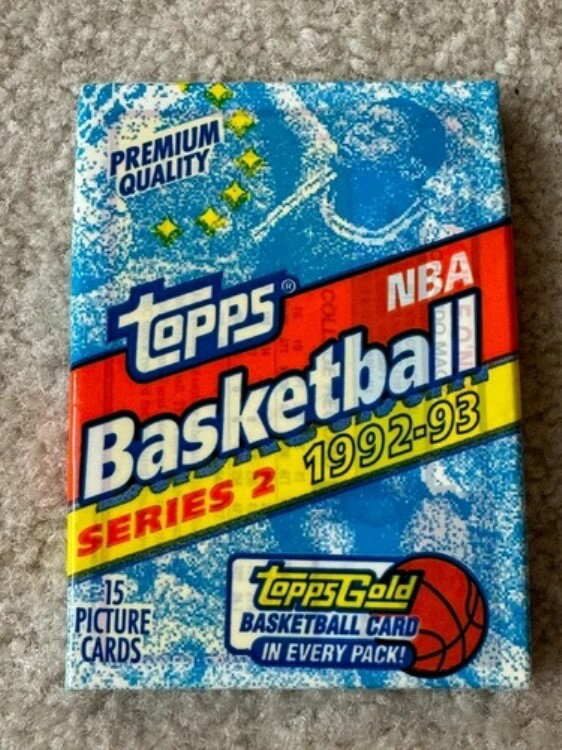 PREMIUM
QUALITY
TOPPS®
NBA
Basketball
SERIES 2 1992-93
15
PICTURE
CARDS
ToppsGold
BASKETBALL CARD
IN EVERY PACK!